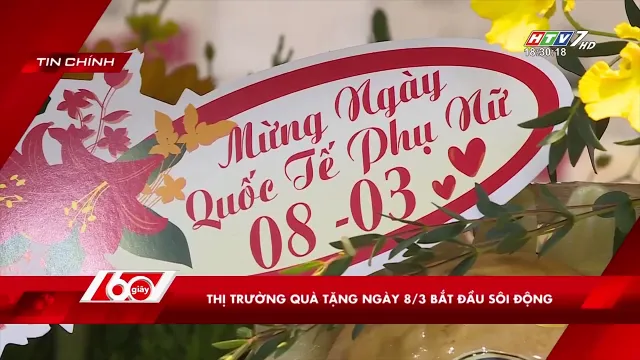 TIN CHÍNH
HTV7 HD
18:30:18
Mừng Ngày
Quốc Tế Phụ Nữ
08 -03
60 giây
THỊ TRƯỜNG QUÀ TẶNG NGÀY 8/3 BẮT ĐẦU SÔI ĐỘNG